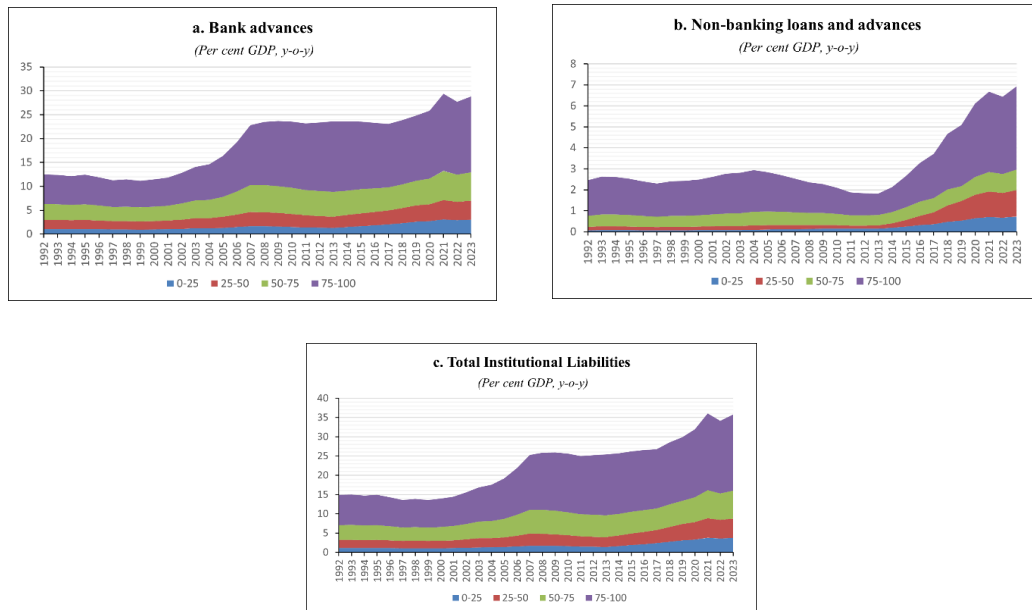 a. Bank advances
(Per cent GDP, y-o-y)
35
30
25
20
15
10
5
0
1992 1993 1994 1995 1996 1997 1998 1999 2000 2001 2002 2003 2004 2005 2006 2007 2008 2009 2010 2011 2012 2013 2014 2015 2016 2017 2018 2019 2020 2021 2022 2023
0-25 25-50 50-75 75-100
b. Non-banking loans and advances
(Per cent GDP, y-o-y)
8
7
6
5
4
3
2
1
0
1992 1993 1994 1995 1996 1997 1998 1999 2000 2001 2002 2003 2004 2005 2006 2007 2008 2009 2010 2011 2012 2013 2014 2015 2016 2017 2018 2019 2020 2021 2022 2023
0-25 25-50 50-75 75-100
c. Total Institutional Liabilities
(Per cent GDP, y-o-y)
40
35
30
25
20
15
10
5
0
1992 1993 1994 1995 1996 1997 1998 1999 2000 2001 2002 2003 2004 2005 2006 2007 2008 2009 2010 2011 2012 2013 2014 2015 2016 2017 2018 2019 2020 2021 2022 2023
0-25 25-50 50-75 75-100